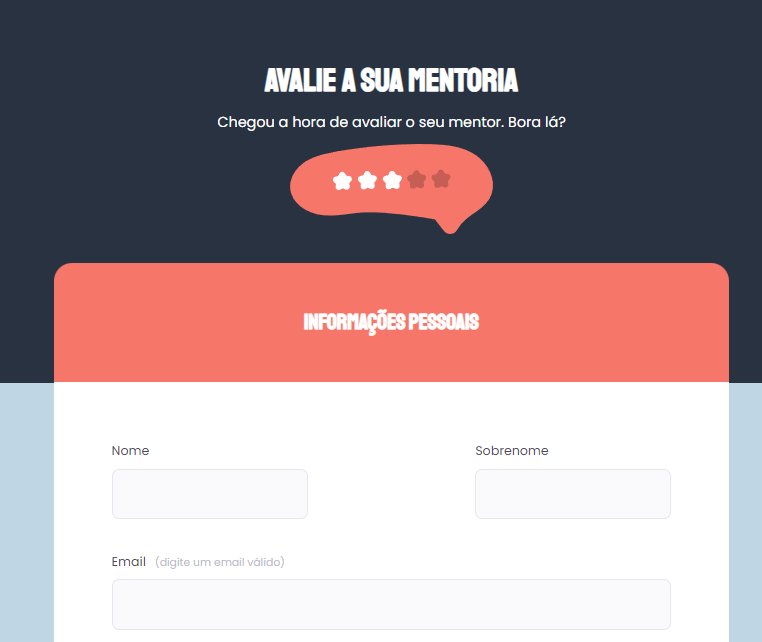 AVALIE A SUA MENTORIA
Chegou a hora de avaliar o seu mentor. Bora lá?
INFORMAÇÕES PESSOAIS
Nome Sobrenome
Email (digite um email válido)